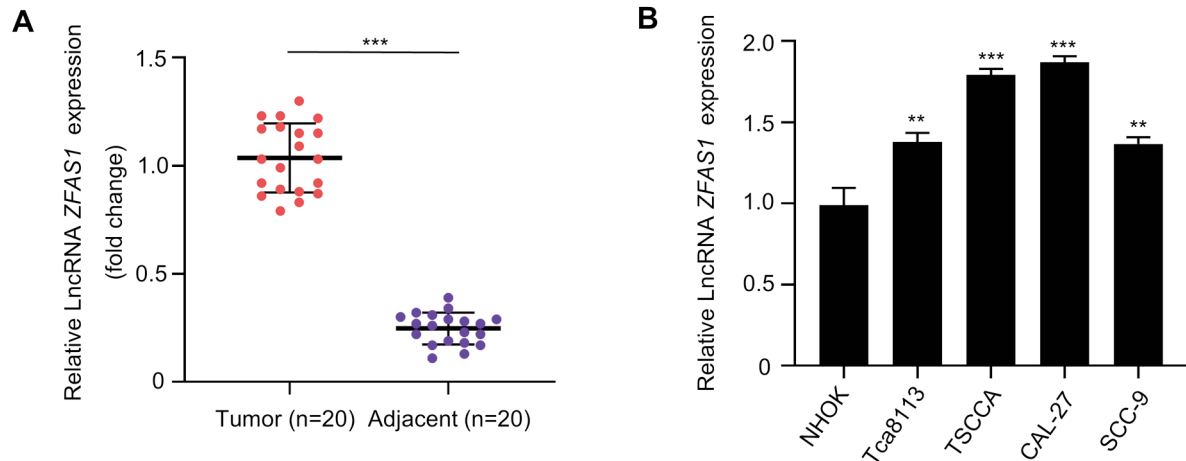 A
Relative LncRNA ZFAS1 expression
(fold change)
***
1.5
1.0
0.5
0
Tumor (n=20)
Adjacent (n=20)
B
Relative LncRNA ZFAS1 expression
2.0
1.5
1.0
0.5
0
**
***
***
**
NHOK
Tca8113
TSCCA
CAL-27
SCC-9